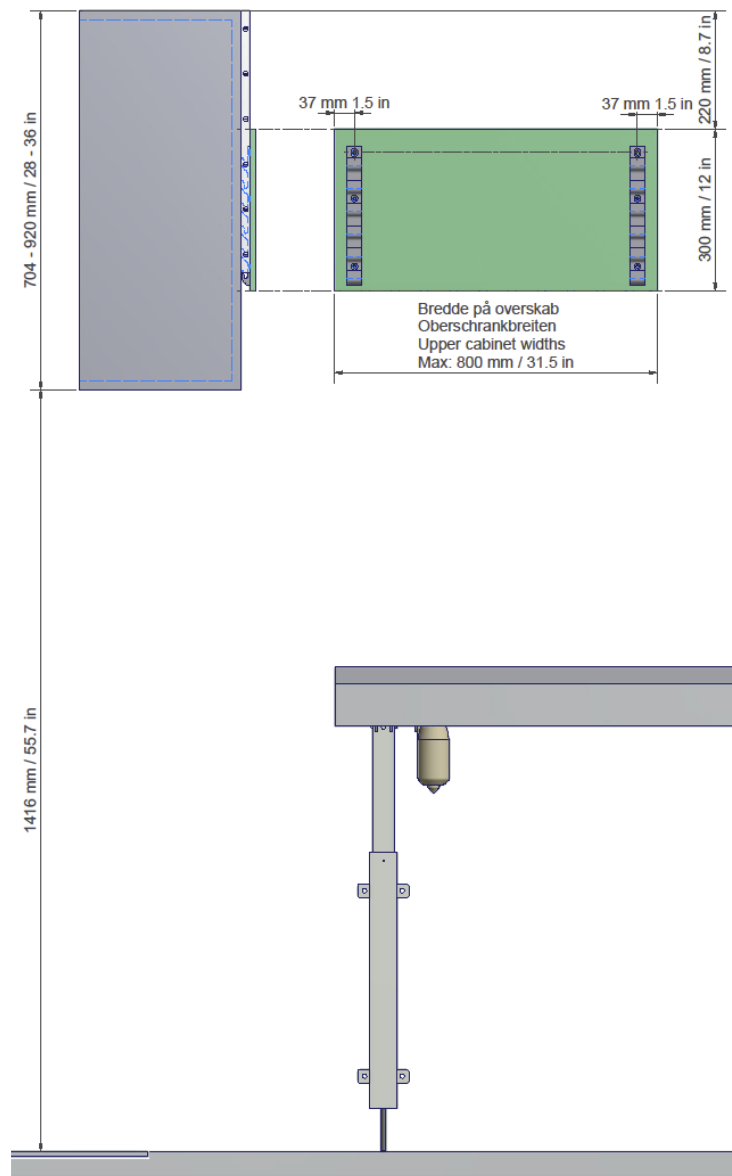 220 mm / 8.7 in
37 mm 1.5 in
37 mm 1.5 in
704 - 920 mm / 28 - 36 in
300 mm / 12 in
Bredde på overskab
Oberschrankbreiten
Upper cabinet widths
Max: 800 mm / 31.5 in
1416 mm / 55.7 in